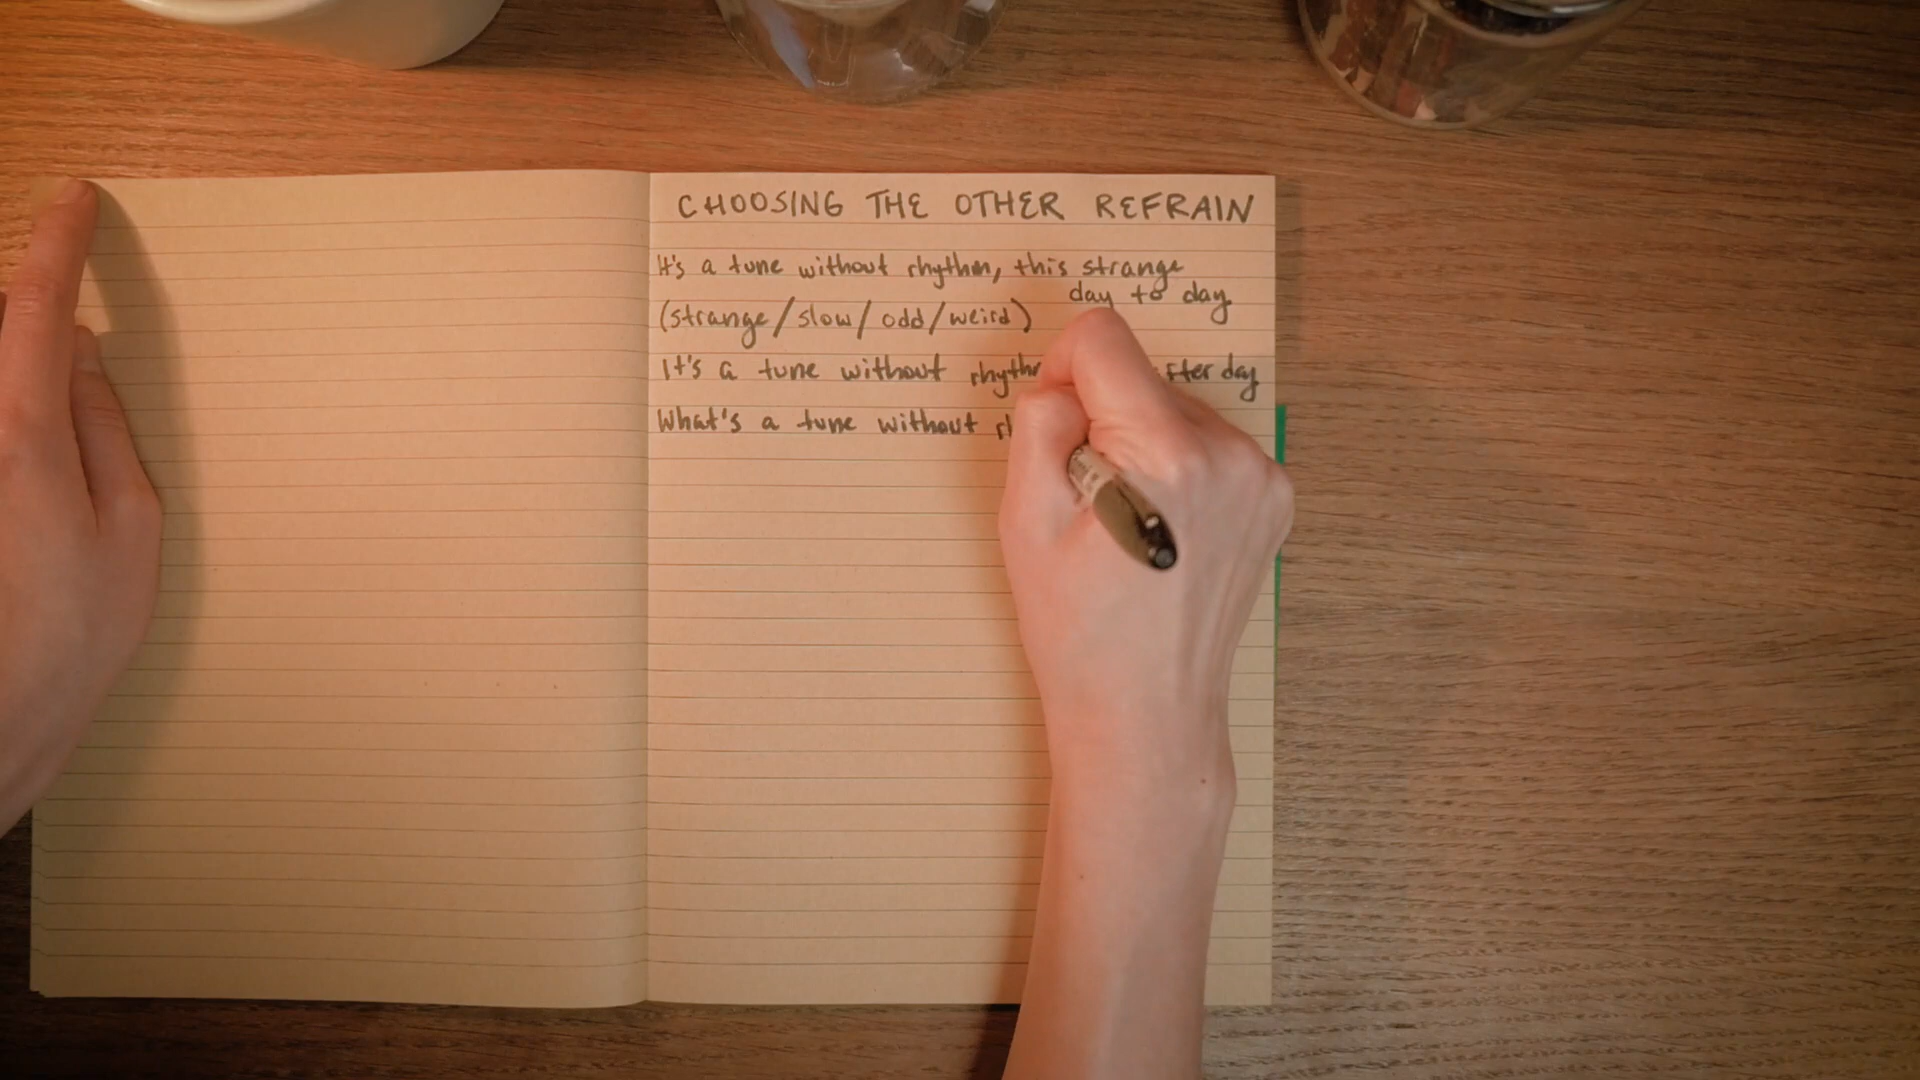 CHOOSING THE OTHER REFRAIN
It's a tune without rhythm, this strange
day to day
(strange/slow/odd/weird)
It's a tune without day
What's a tune without